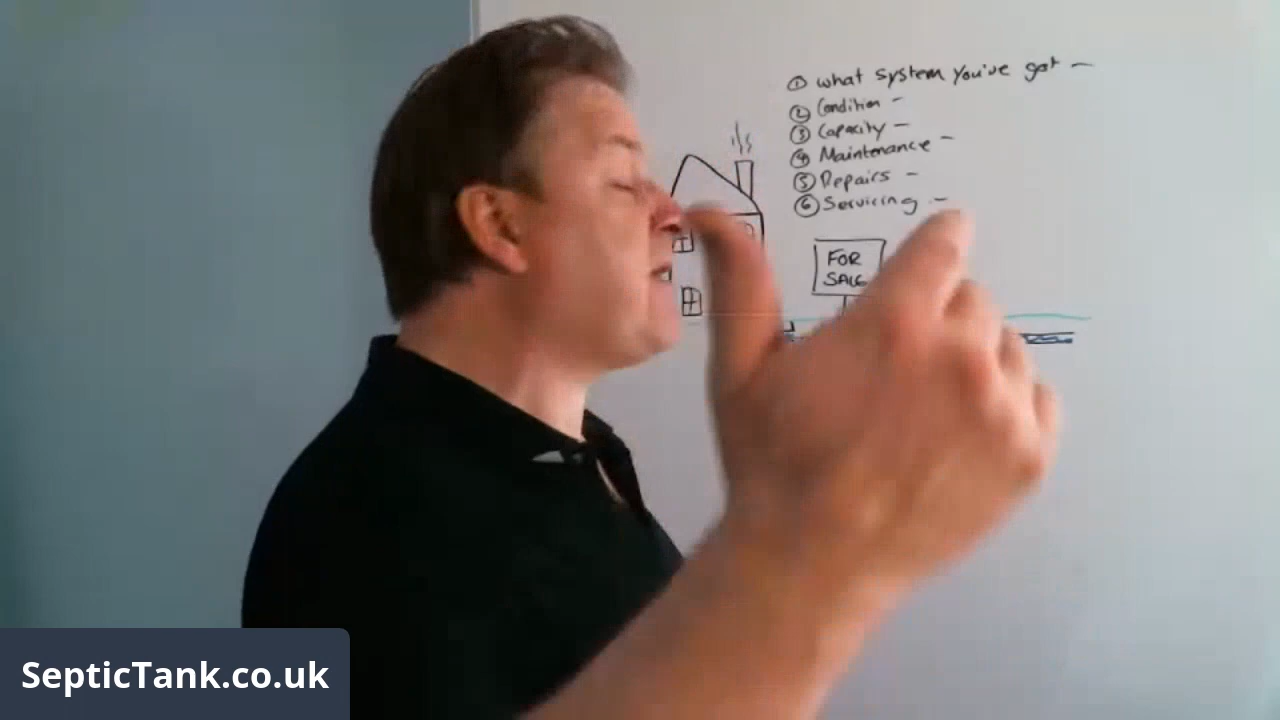 ① what system you've got -
② Condition -
③ Capacity -
④ Maintenance -
⑤ Repairs -
⑥ Servicing -
FOR
SALE
SepticTank.co.uk